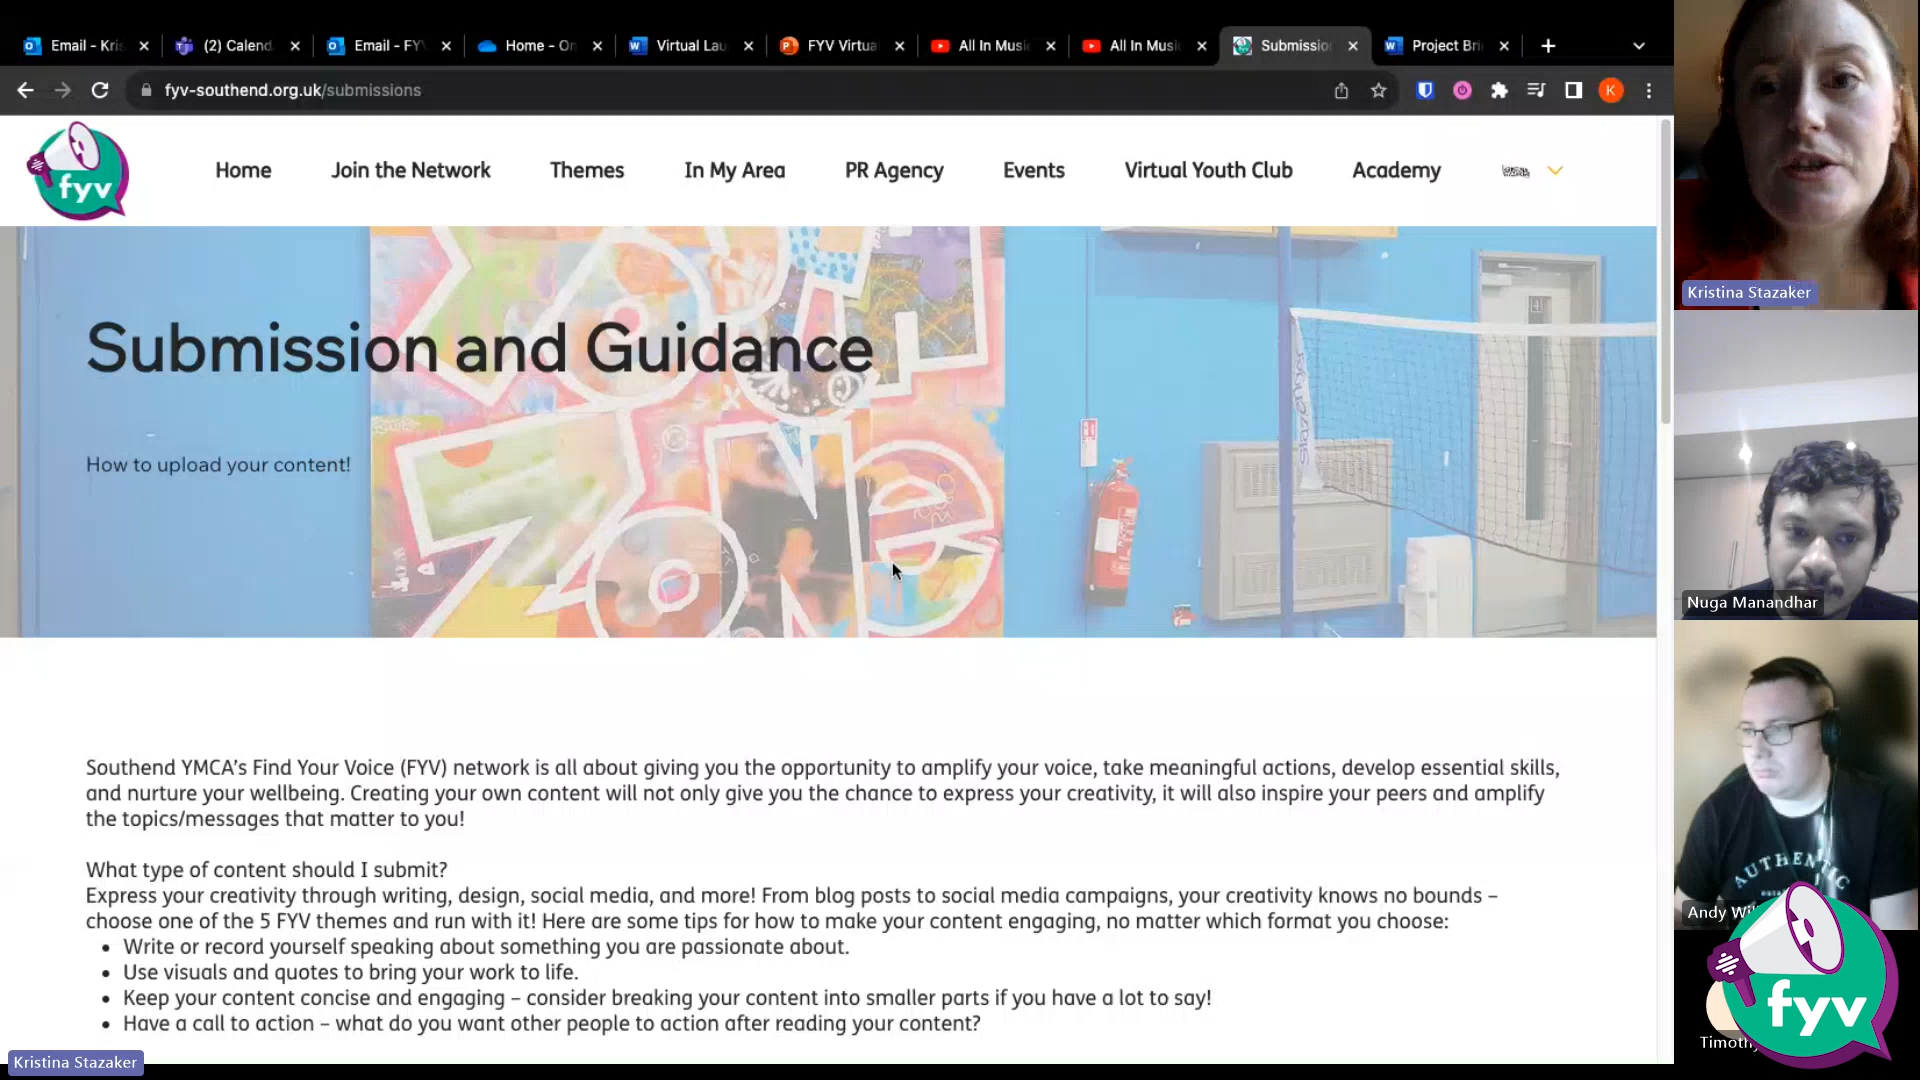 Email - Kris
(2) Calend
Email - FYV
Home - On
Virtual Lau
FYV Virtua
All In Music
All In Music
Submission
Project Bri
fyv-southend.org.uk/submissions
K
fyv
Home
Join the Network
Themes
In My Area
PR Agency
Events
Virtual Youth Club
Academy
Submission and Guidance
How to upload your content!
YOUTH
ZONE
Slazenger
Southend YMCA’s Find Your Voice (FYV) network is all about giving you the opportunity to amplify your voice, take meaningful actions, develop essential skills,
and nurture your wellbeing. Creating your own content will not only give you the chance to express your creativity, it will also inspire your peers and amplify
the topics/messages that matter to you!
What type of content should I submit?
Express your creativity through writing, design, social media, and more! From blog posts to social media campaigns, your creativity knows no bounds –
choose one of the 5 FYV themes and run with it! Here are some tips for how to make your content engaging, no matter which format you choose:
• Write or record yourself speaking about something you are passionate about.
• Use visuals and quotes to bring your work to life.
• Keep your content concise and engaging – consider breaking your content into smaller parts if you have a lot to say!
• Have a call to action – what do you want other people to action after reading your content?
Kristina Stazaker
Kristina Stazaker
Nuga Manandhar
AUTHENTIC
Andy Wil
fyv
Timothy